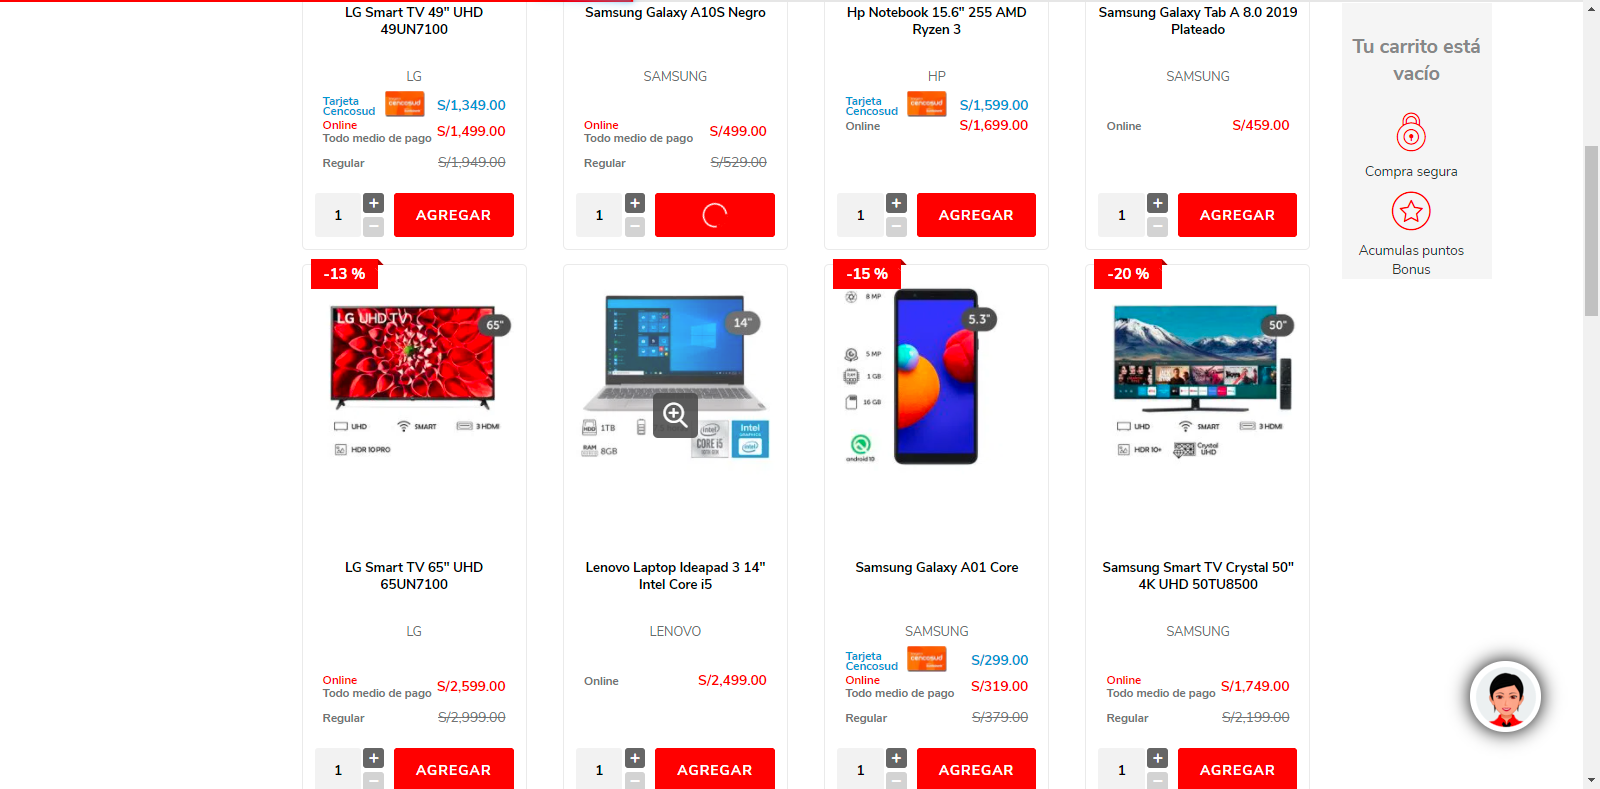 LG Smart TV 49" UHD
49UN7100
LG
Tarjeta
Cencosud
cencosud
S/1,349.00
Online
Todo medio de pago
S/1,499.00
Regular
S/1,949.00
1
+
−
AGREGAR
Samsung Galaxy A10S Negro
SAMSUNG
Online
Todo medio de pago
S/499.00
Regular
S/529.00
1
+
−
Hp Notebook 15.6" 255 AMD
Ryzen 3
HP
Tarjeta
Cencosud
cencosud
S/1,599.00
Online
S/1,699.00
1
+
−
AGREGAR
Samsung Galaxy Tab A 8.0 2019
Plateado
SAMSUNG
Online
S/459.00
1
+
−
AGREGAR
Tu carrito está
vacío
Compra segura
Acumulas puntos
Bonus
-13 %
LG UHD TV
65"
UHD
SMART
3 HDMI
HDR 10 PRO
LG Smart TV 65" UHD
65UN7100
LG
Online
Todo medio de pago
S/2,599.00
Regular
S/2,999.00
1
+
−
AGREGAR
14"
HDD
1TB
RAM
8GB
intel
CORE i5
Intel
GRAPHICS
intel
Lenovo Laptop Ideapad 3 14"
Intel Core i5
LENOVO
Online
S/2,499.00
1
+
−
AGREGAR
-15 %
8 MP
5.3"
5 MP
1 GB
16 GB
android 10
Samsung Galaxy A01 Core
SAMSUNG
Tarjeta
Cencosud
cencosud
S/299.00
Online
Todo medio de pago
S/319.00
Regular
S/379.00
1
+
−
AGREGAR
-20 %
50"
UHD
SMART
3 HDMI
HDR 10+
Crystal
UHD
Samsung Smart TV Crystal 50"
4K UHD 50TU8500
SAMSUNG
Online
Todo medio de pago
S/1,749.00
Regular
S/2,199.00
1
+
−
AGREGAR